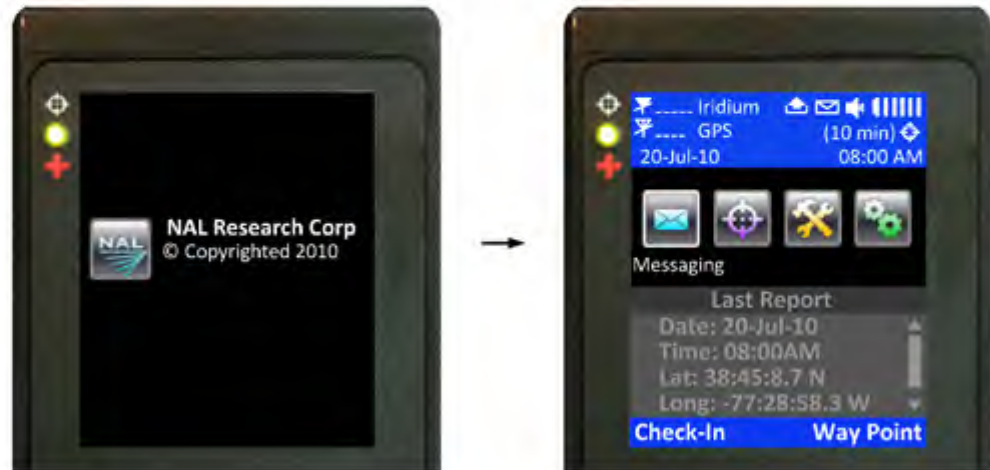 NAL
NAL Research Corp
© Copyrighted 2010
----- Iridium
---- GPS (10 min)
20-Jul-10 08:00 AM
Messaging
Last Report
Date: 20-Jul-10
Time: 08:00AM
Lat: 38:45:8.7 N
Long: -77:28:58.3 W
Check-In Way Point